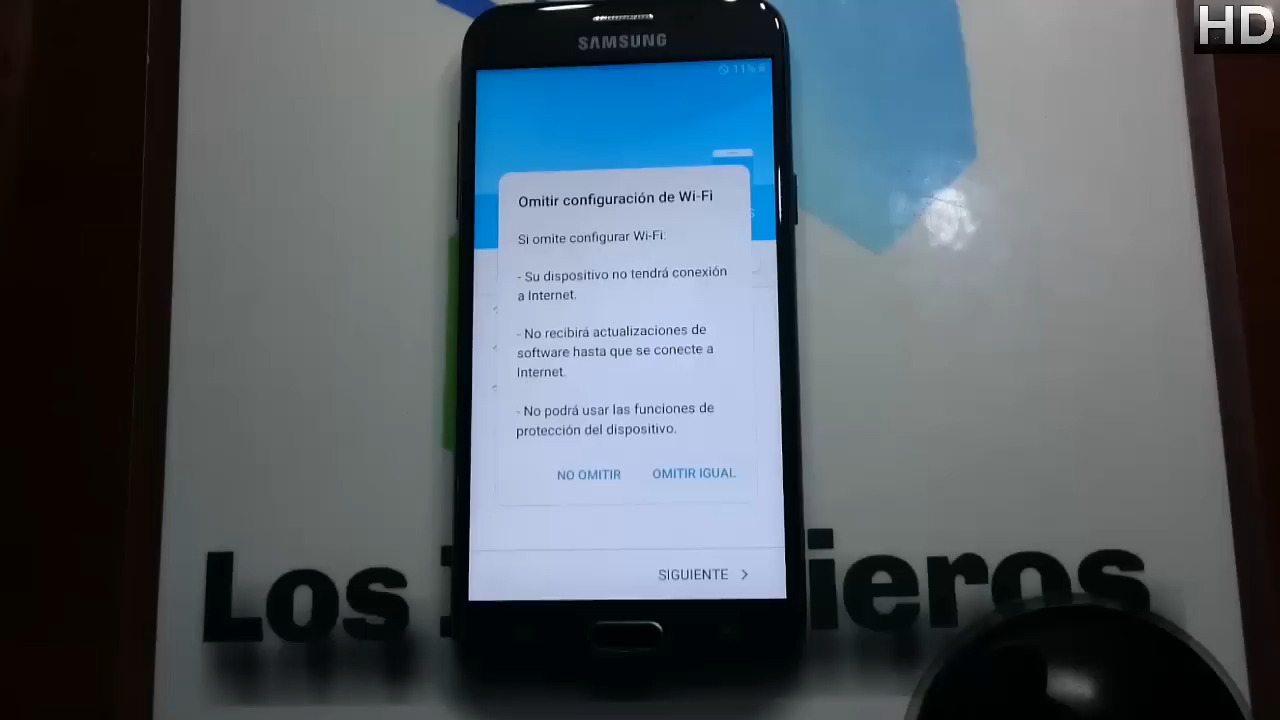 HD
SAMSUNG
11%
Omitir configuración de Wi-Fi
Si omite configurar Wi-Fi:
- Su dispositivo no tendrá conexión
a Internet.
- No recibirá actualizaciones de
software hasta que se conecte a
Internet.
- No podrá usar las funciones de
protección del dispositivo.
NO OMITIR OMITIR IGUAL
SIGUIENTE >
Los ieros